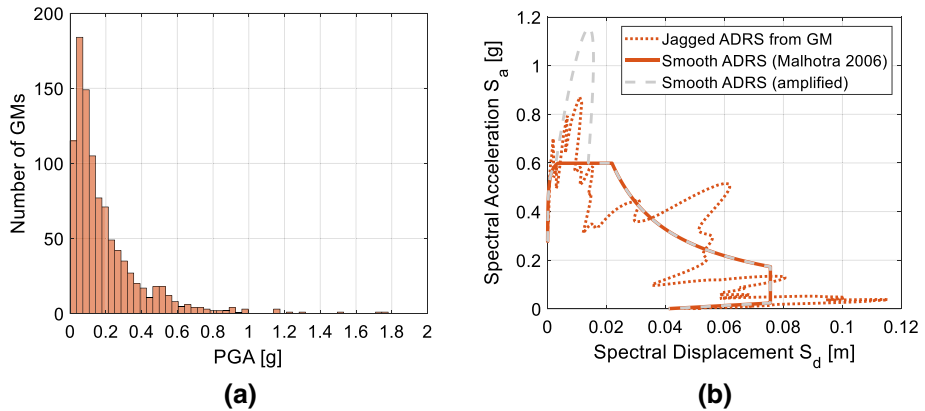 200
150
100
50
0
Number of GMs
0 0.2 0.4 0.6 0.8 1 1.2 1.4 1.6 1.8 2
PGA [g]
(a)
1.2
1
0.8
0.6
0.4
0.2
0
Spectral Acceleration S_a [g]
Jagged ADRS from GM
Smooth ADRS (Malhotra 2006)
Smooth ADRS (amplified)
0 0.02 0.04 0.06 0.08 0.1 0.12
Spectral Displacement S_d [m]
(b)